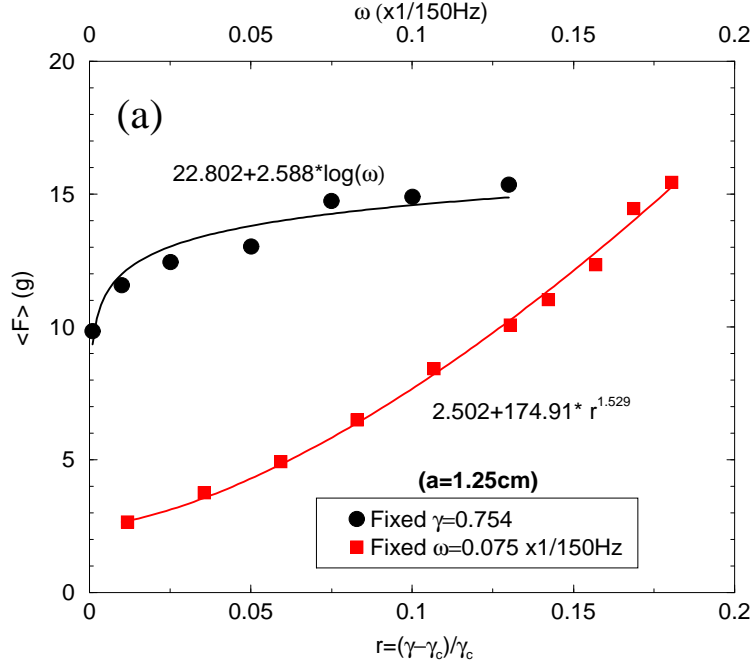 ω (x1/150Hz)
0 0.05 0.1 0.15 0.2
20
(a)
22.802+2.588*log(ω)
15
<F> (g)
10
2.502+174.91* r^1.529
5
(a=1.25cm)
Fixed γ=0.754
Fixed ω=0.075 x1/150Hz
0
0 0.05 0.1 0.15 0.2
r=(γ−γ_c)/γ_c